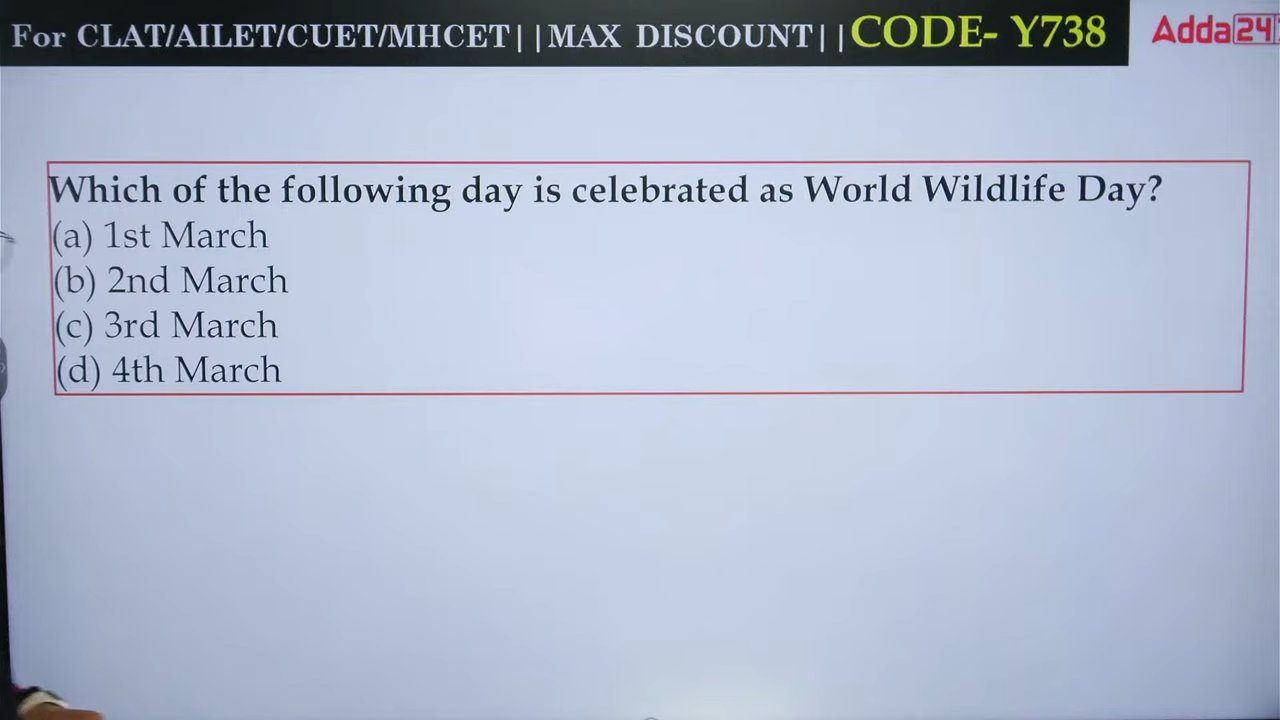 For CLAT/AILET/CUET/MHCET||MAX DISCOUNT||CODE- Y738
Adda24
Which of the following day is celebrated as World Wildlife Day?
(a) 1st March
(b) 2nd March
(c) 3rd March
(d) 4th March